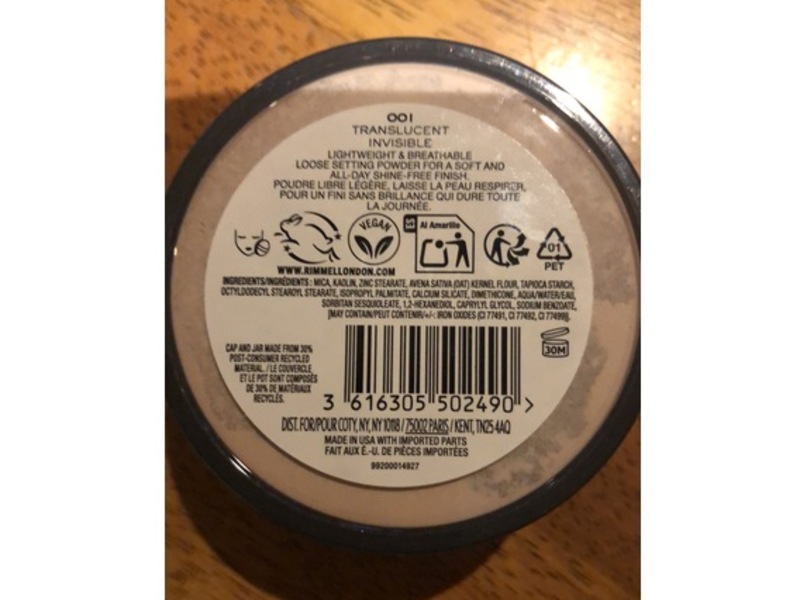 001
TRANSLUCENT
INVISIBLE
LIGHTWEIGHT & BREATHABLE
LOOSE SETTING POWDER FOR A SOFT AND
ALL-DAY SHINE-FREE FINISH.
POUDRE LIBRE LÉGÈRE, LAISSE LA PEAU RESPIRER,
POUR UN FINI SANS BRILLANCE QUI DURE TOUTE
LA JOURNÉE.
VEGAN
ES
Al Amarillo
01
PET
WWW.RIMMELLONDON.COM
INGREDIENTS/INGRÉDIENTS : MICA, KAOLIN, ZINC STEARATE, AVENA SATIVA (OAT) KERNEL FLOUR, TAPIOCA STARCH,
OCTYLDODECYL STEAROYL STEARATE, ISOPROPYL PALMITATE, CALCIUM SILICATE, DIMETHICONE, AQUA/WATER/EAU,
SORBITAN SESQUIOLEATE, 1,2-HEXANEDIOL, CAPRYLYL GLYCOL, SODIUM BENZOATE,
[MAY CONTAIN/PEUT CONTENIR/+/-: IRON OXIDES (CI 77491, CI 77492, CI 77499)].
30M
CAP AND JAR MADE FROM 30%
POST-CONSUMER RECYCLED
MATERIAL. / LE COUVERCLE
ET LE POT SONT COMPOSÉS
DE 30% DE MATÉRIAUX
RECYCLÉS.
3 616305 502490 >
DIST. FOR/POUR COTY, NY, NY 10118 / 75002 PARIS / KENT, TN25 4AQ
MADE IN USA WITH IMPORTED PARTS
FAIT AUX É.-U. DE PIÈCES IMPORTÉES
99200014927